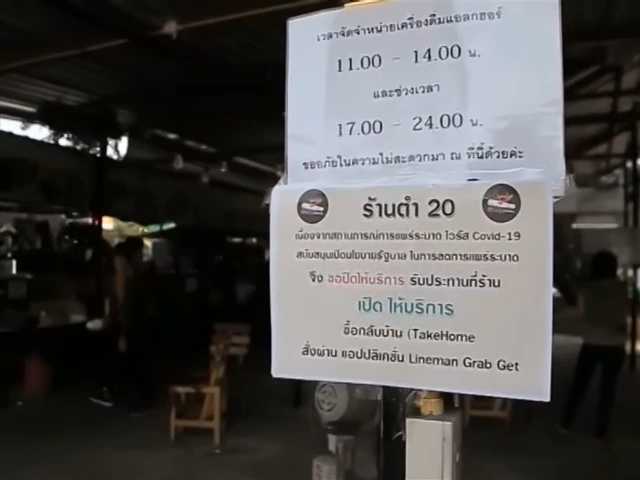 เวลาจัดจำหน่ายเครื่องดื่มแอลกฮอร์
11.00 - 14.00 น.
และช่วงเวลา
17.00 - 24.00 น.
ขออภัยในความไม่สะดวกมา ณ ที่นี้ด้วยค่ะ
ร้านตำ 20
เนื่องจากสถานการณ์การแพร่ระบาด ไวรัส Covid-19
สนับสนุนเปิดนโยบายรัฐบาล ในการลดการแพร่ระบาด
จึง ขอปิดให้บริการ รับประทานที่ร้าน
เปิด ให้บริการ
ซื้อกลับบ้าน (TakeHome
สั่งผ่าน แอปปลิเคชั่น Lineman Grab Get